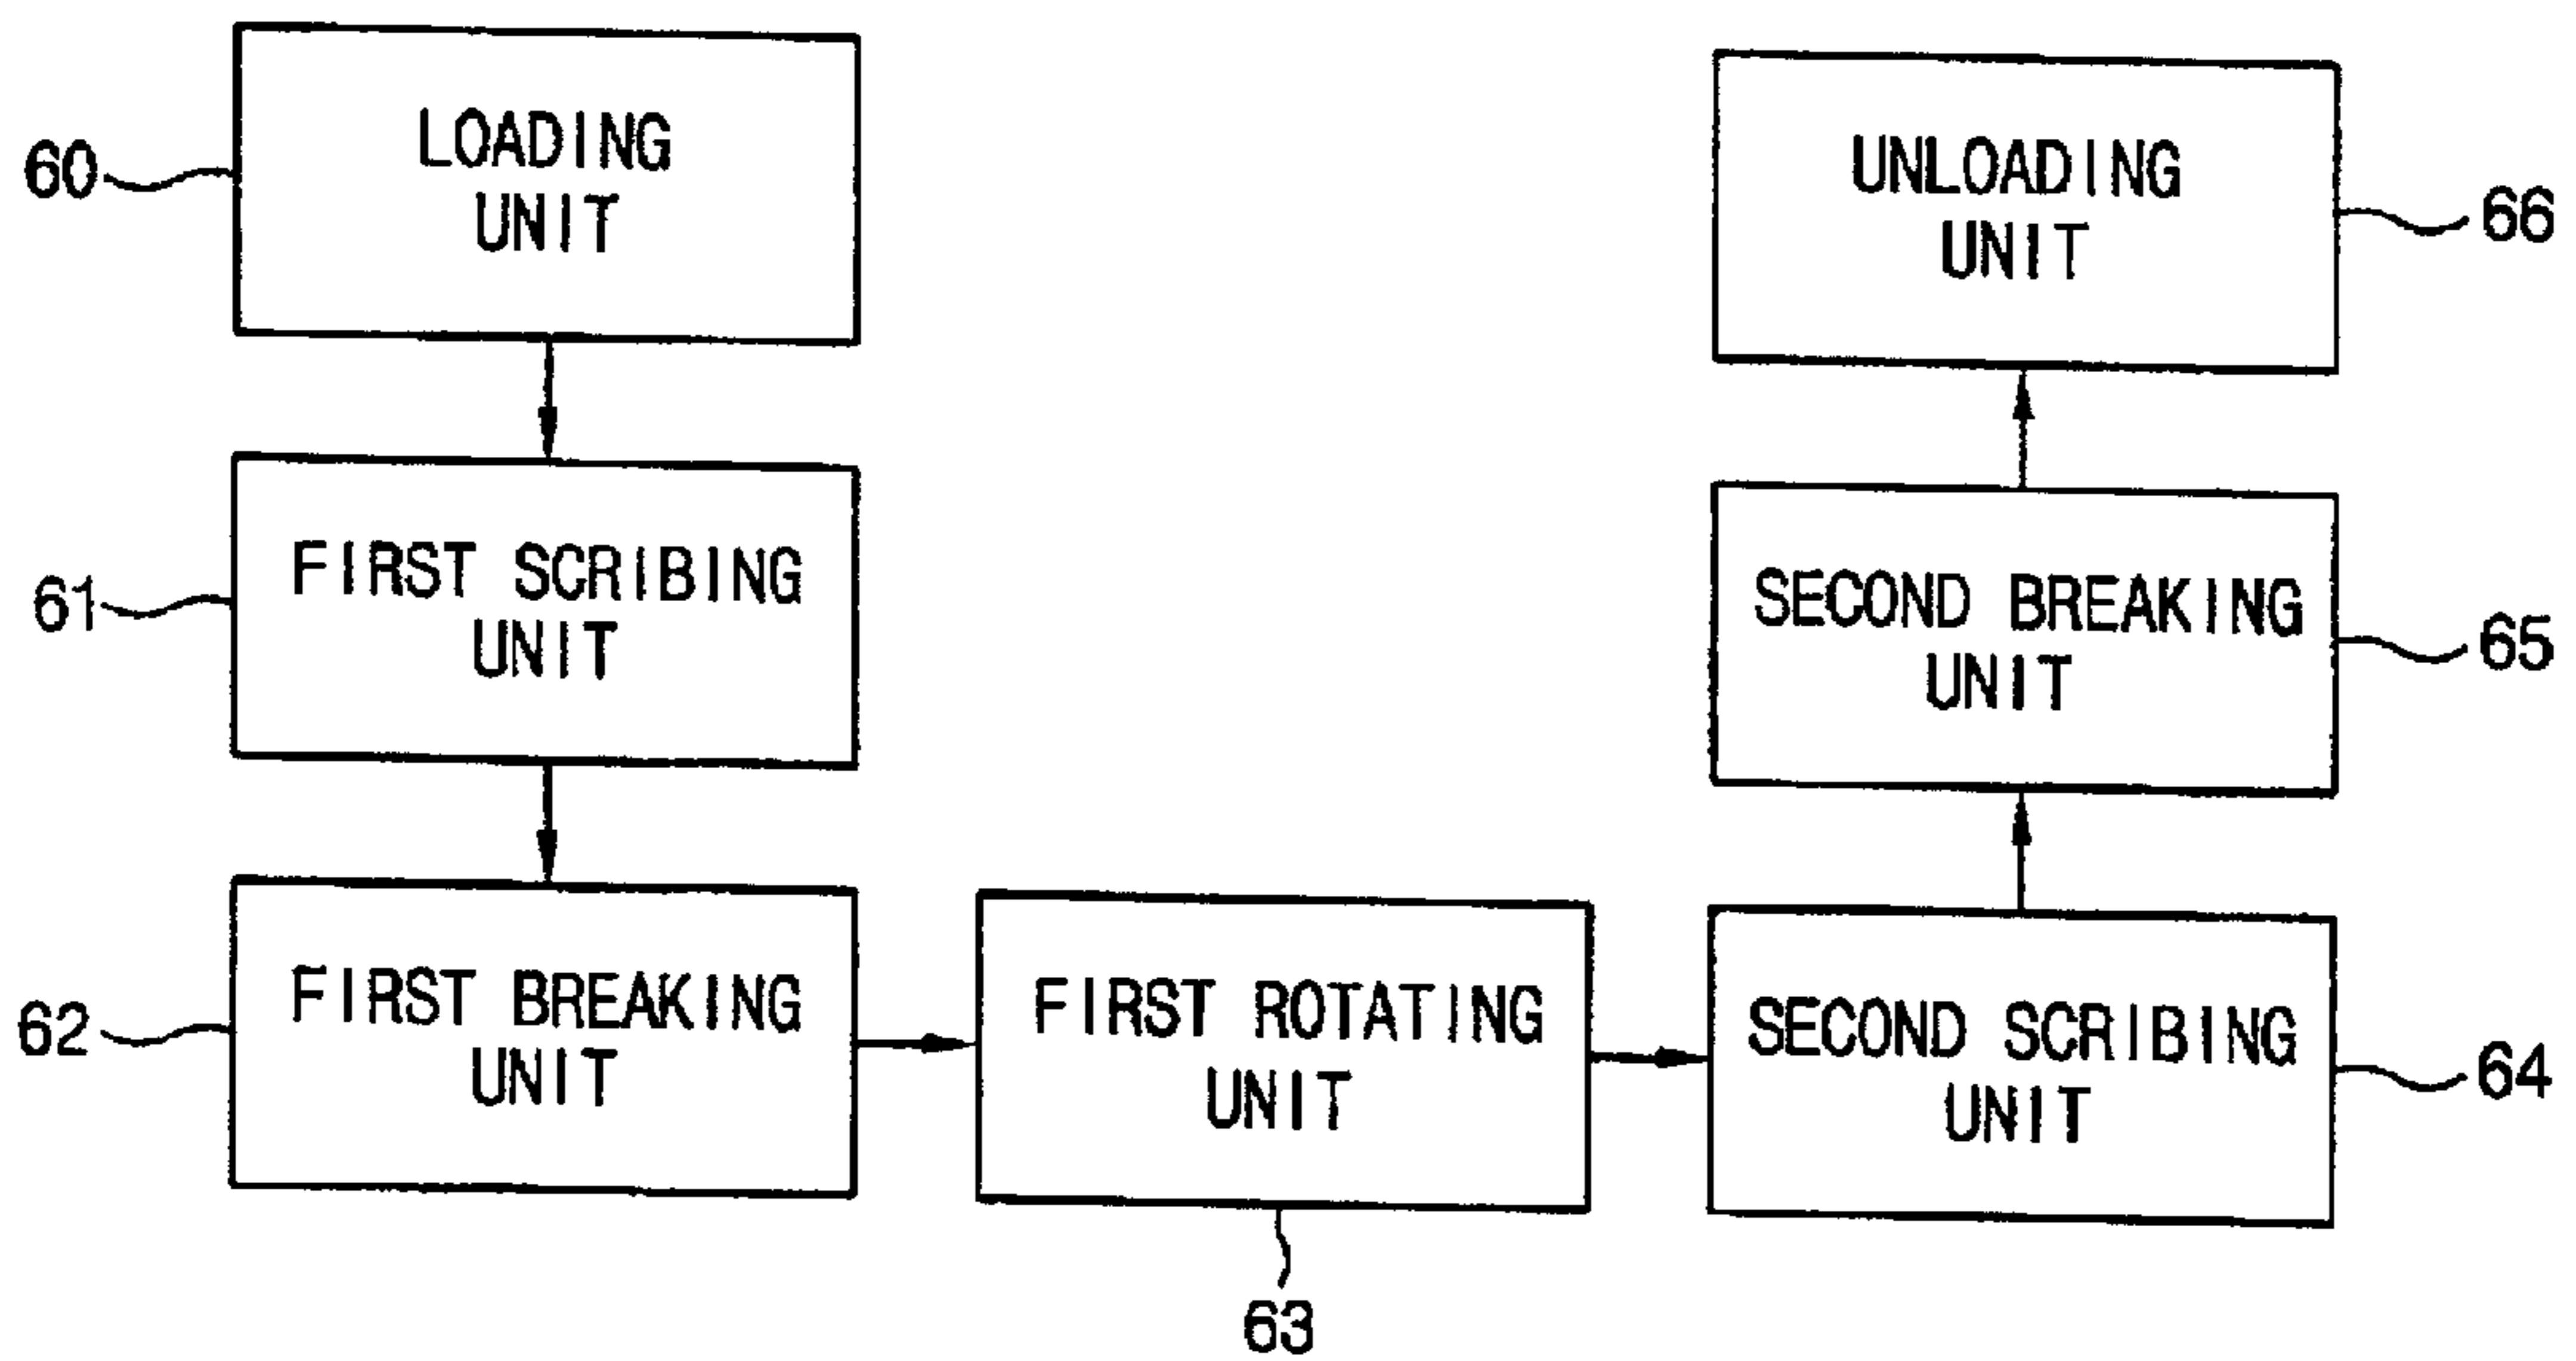 60
LOADING
UNIT
61
FIRST SCRIBING
UNIT
62
FIRST BREAKING
UNIT
FIRST ROTATING
UNIT
63
SECOND SCRIBING
UNIT
64
SECOND BREAKING
UNIT
65
UNLOADING
UNIT
66